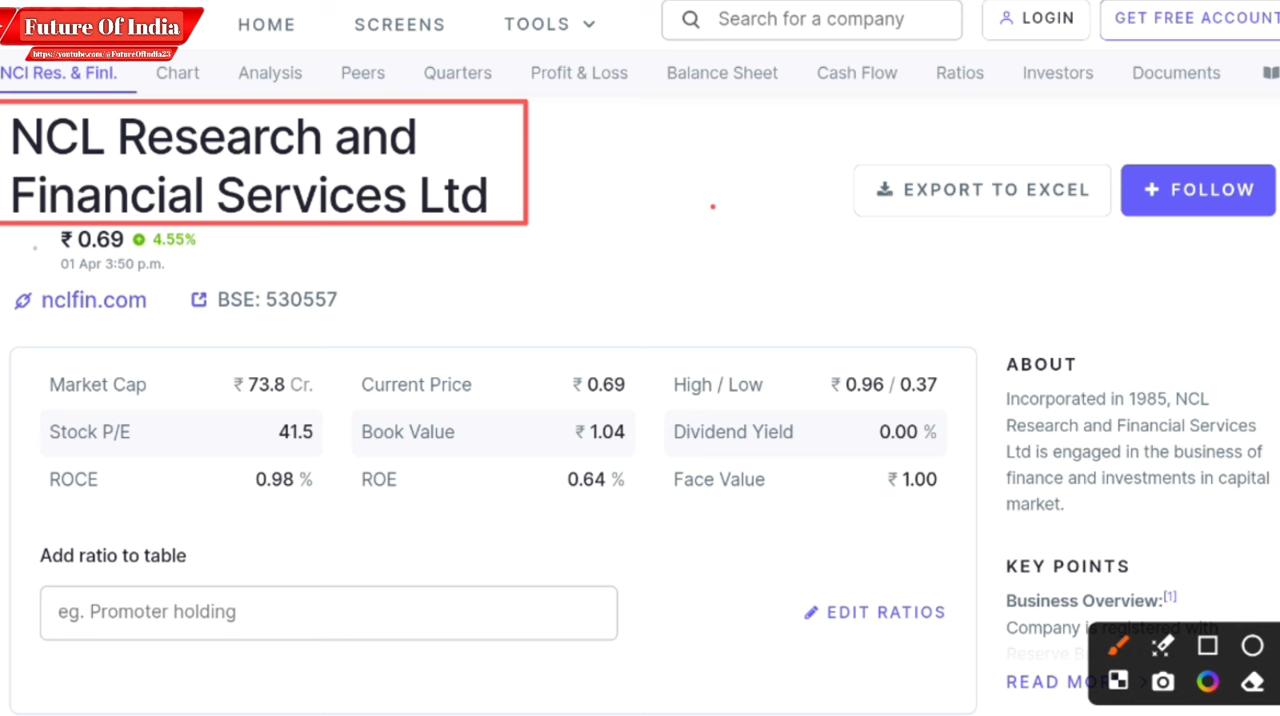 Future Of India
https://youtube.com/@FutureOfIndia23
HOME SCREENS TOOLS
Search for a company
LOGIN
GET FREE ACCOUNT
NCl Res. & Finl. Chart Analysis Peers Quarters Profit & Loss Balance Sheet Cash Flow Ratios Investors Documents
NCL Research and
Financial Services Ltd
EXPORT TO EXCEL
+ FOLLOW
₹ 0.69 4.55%
01 Apr 3:50 p.m.
nclfin.com BSE: 530557
Market Cap ₹ 73.8 Cr. Current Price ₹ 0.69 High / Low ₹ 0.96 / 0.37
Stock P/E 41.5 Book Value ₹ 1.04 Dividend Yield 0.00 %
ROCE 0.98 % ROE 0.64 % Face Value ₹ 1.00
Add ratio to table
eg. Promoter holding
EDIT RATIOS
ABOUT
Incorporated in 1985, NCL
Research and Financial Services
Ltd is engaged in the business of
finance and investments in capital
market.
KEY POINTS
Business Overview:[1]
Company is registered with
Reserve
READ MO